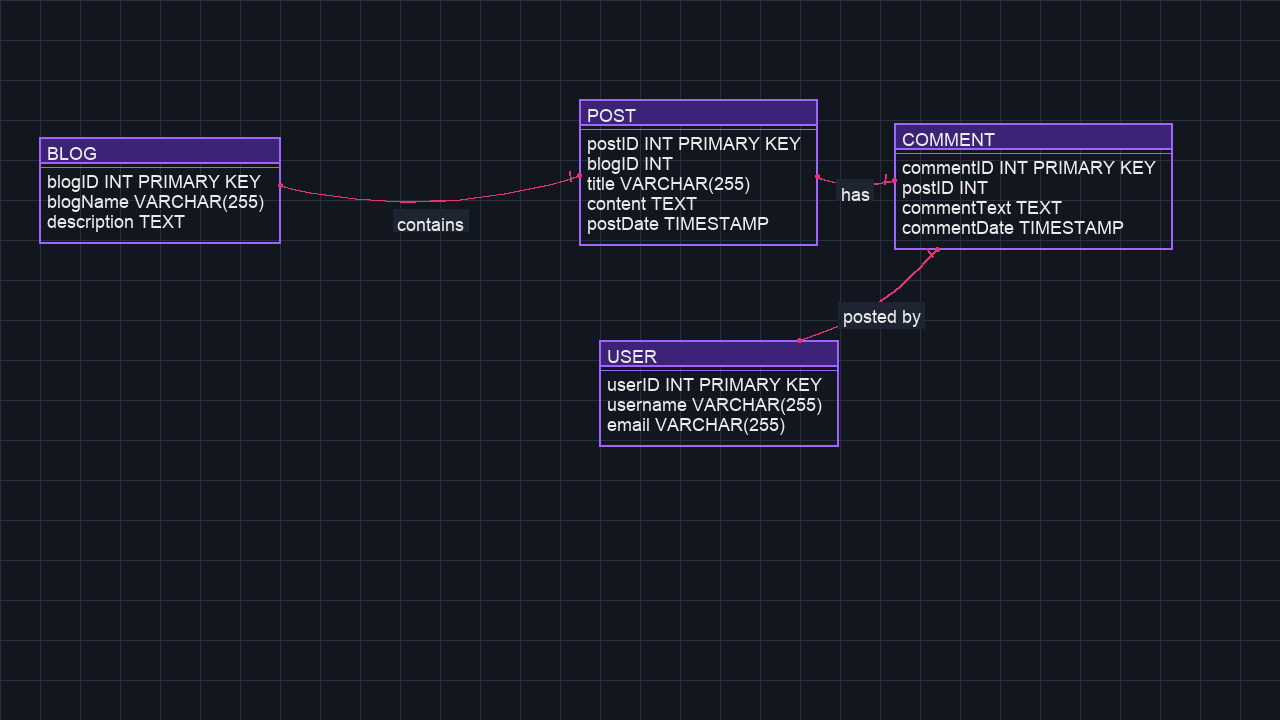 BLOG
blogID INT PRIMARY KEY
blogName VARCHAR(255)
description TEXT
contains
POST
postID INT PRIMARY KEY
blogID INT
title VARCHAR(255)
content TEXT
postDate TIMESTAMP
has
COMMENT
commentID INT PRIMARY KEY
postID INT
commentText TEXT
commentDate TIMESTAMP
posted by
USER
userID INT PRIMARY KEY
username VARCHAR(255)
email VARCHAR(255)